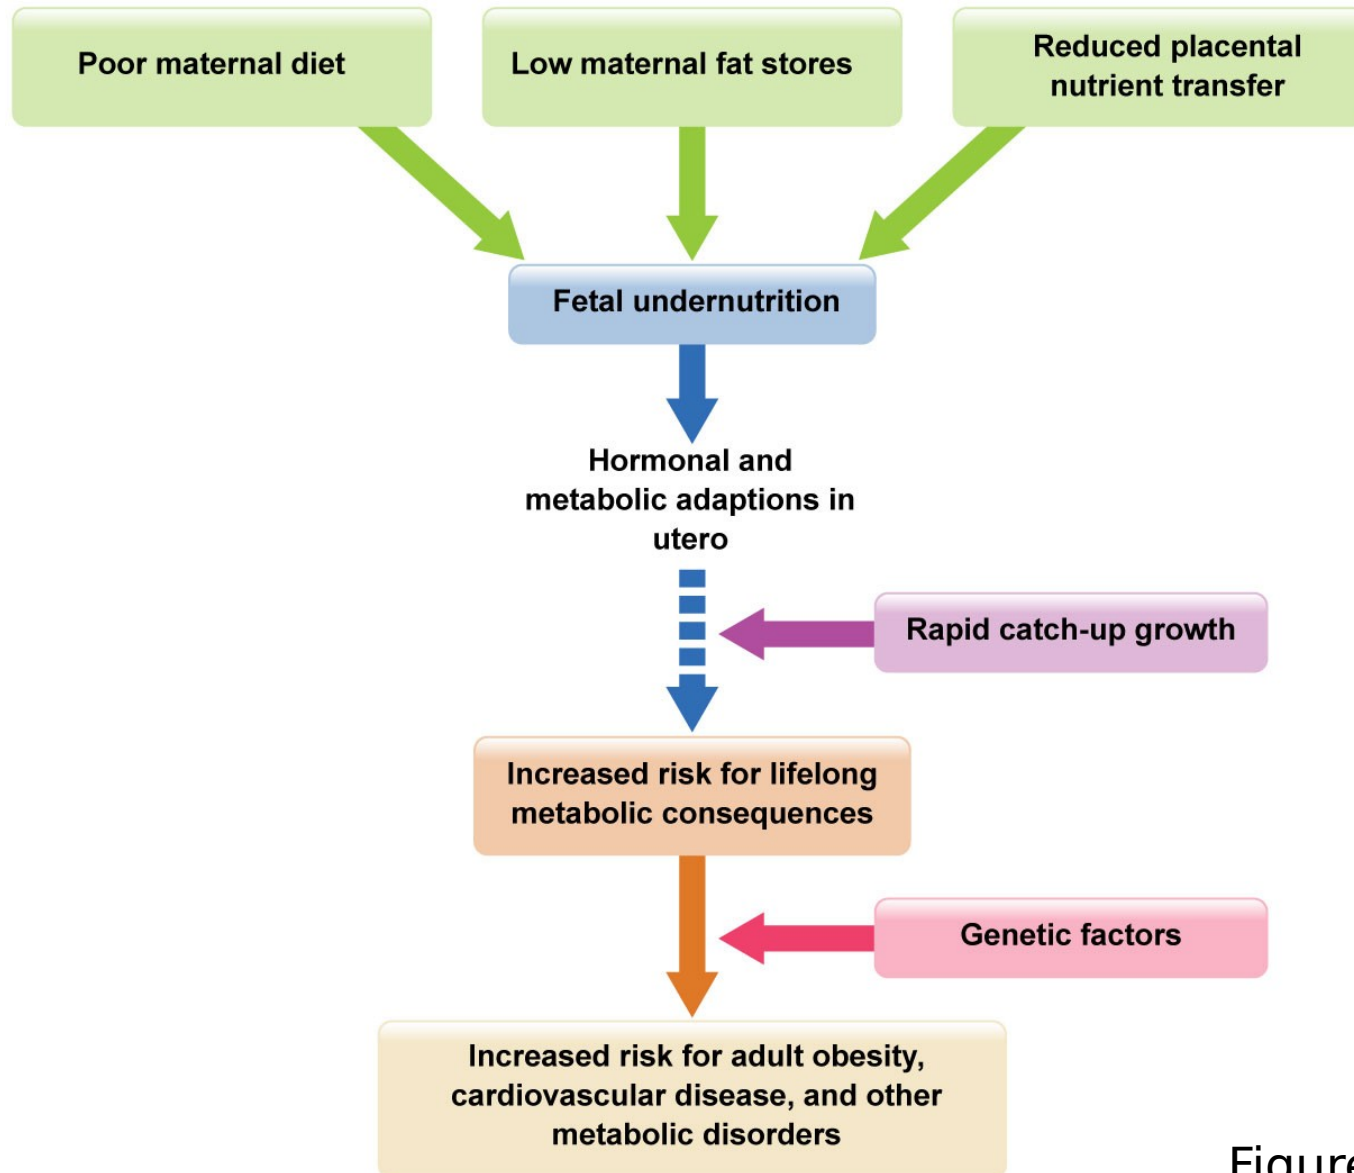 Poor maternal diet
Low maternal fat stores
Reduced placental
nutrient transfer
Fetal undernutrition
Hormonal and
metabolic adaptions in
utero
Rapid catch-up growth
Increased risk for lifelong
metabolic consequences
Genetic factors
Increased risk for adult obesity,
cardiovascular disease, and other
metabolic disorders
Figure